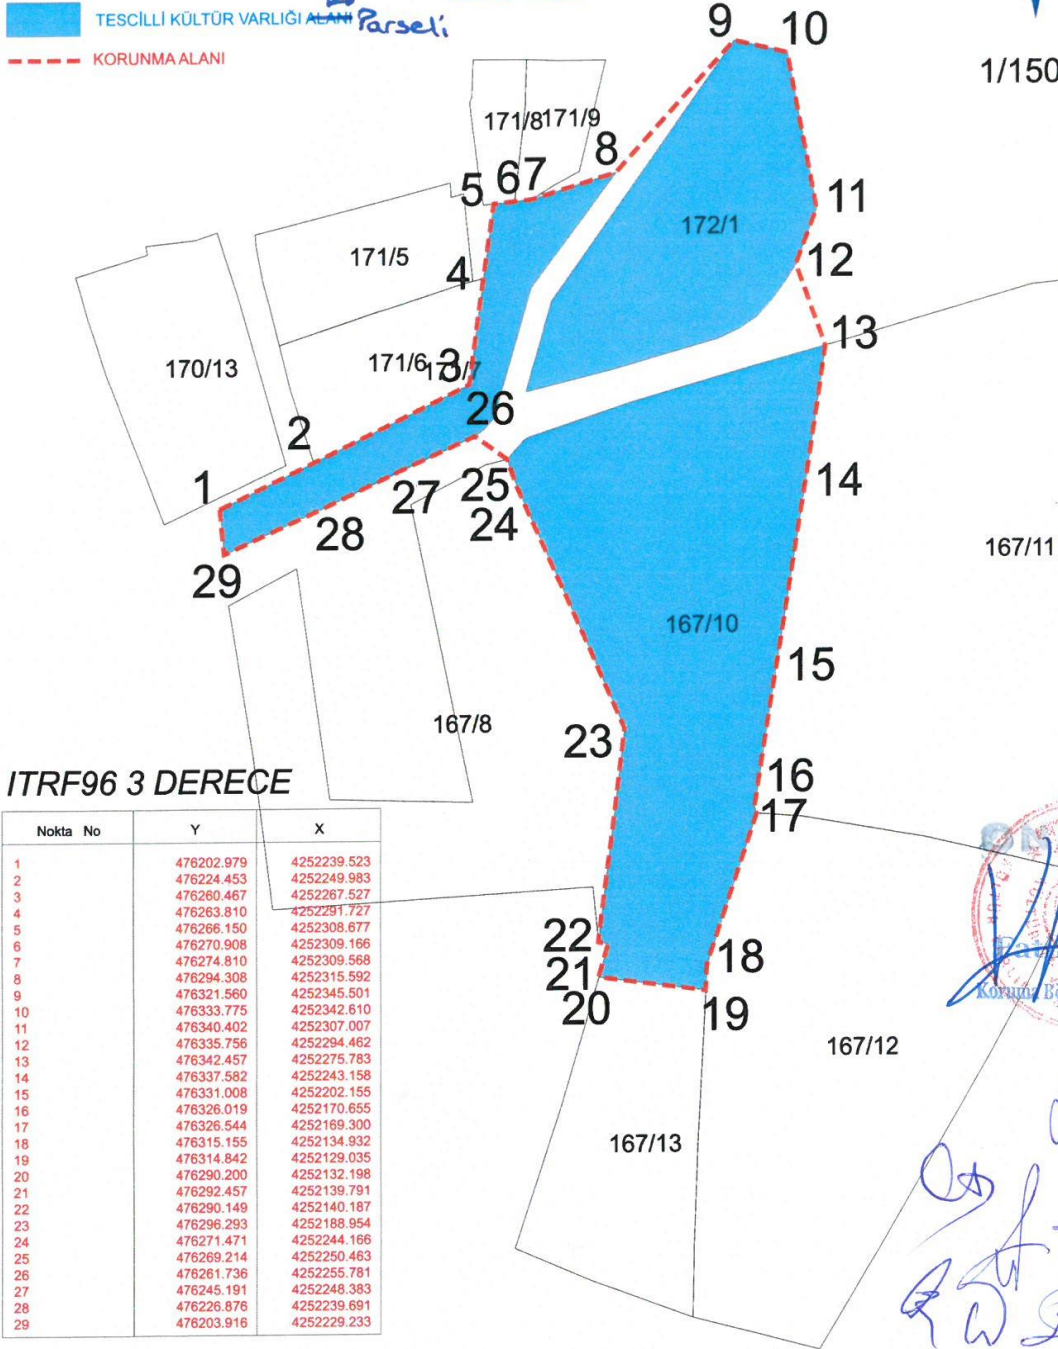 TESCİLLİ KÜLTÜR VARLIĞI ALANI Parseli
KORUNMA ALANI
1/150
9
10
171/8
171/9
8
5
6
7
11
172/1
12
171/5
4
13
170/13
171/6
171/7
3
26
2
1
25
14
27
24
28
167/11
29
167/10
15
167/8
23
16
17
ITRF96 3 DERECE
Nokta No Y X
1 476202.979 4252239.523
2 476224.453 4252249.983
3 476260.467 4252267.527
4 476263.810 4252291.727
5 476266.150 4252308.677
6 476270.908 4252309.166
7 476274.810 4252309.568
8 476294.308 4252315.592
9 476321.560 4252345.501
10 476333.775 4252342.610
11 476340.402 4252307.007
12 476335.756 4252294.462
13 476342.457 4252275.783
14 476337.582 4252243.158
15 476331.008 4252202.155
16 476326.019 4252170.655
17 476326.544 4252169.300
18 476315.155 4252134.932
19 476314.842 4252129.035
20 476290.200 4252132.198
21 476292.457 4252139.791
22 476290.149 4252140.187
23 476296.293 4252188.954
24 476271.471 4252244.166
25 476269.214 4252250.463
26 476261.736 4252255.781
27 476245.191 4252248.383
28 476226.876 4252239.691
29 476203.916 4252229.233
22
18
21
20
19
167/12
167/13
Koruma